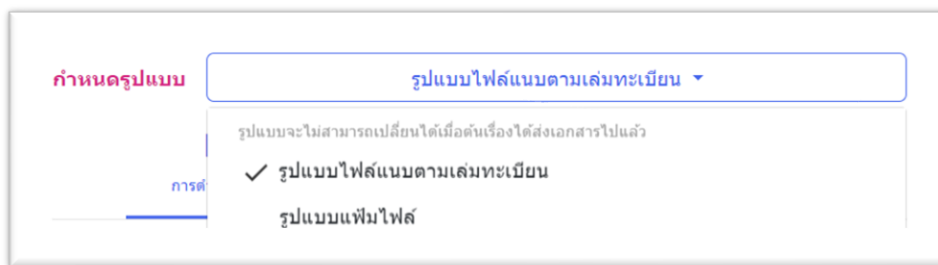 กำหนดรูปแบบ รูปแบบไฟล์แนบตามเล่มทะเบียน
รูปแบบจะไม่สามารถเปลี่ยนได้เมื่อต้นเรื่องได้ส่งเอกสารไปแล้ว
รูปแบบไฟล์แนบตามเล่มทะเบียน
การดำ
รูปแบบแฟ้มไฟล์